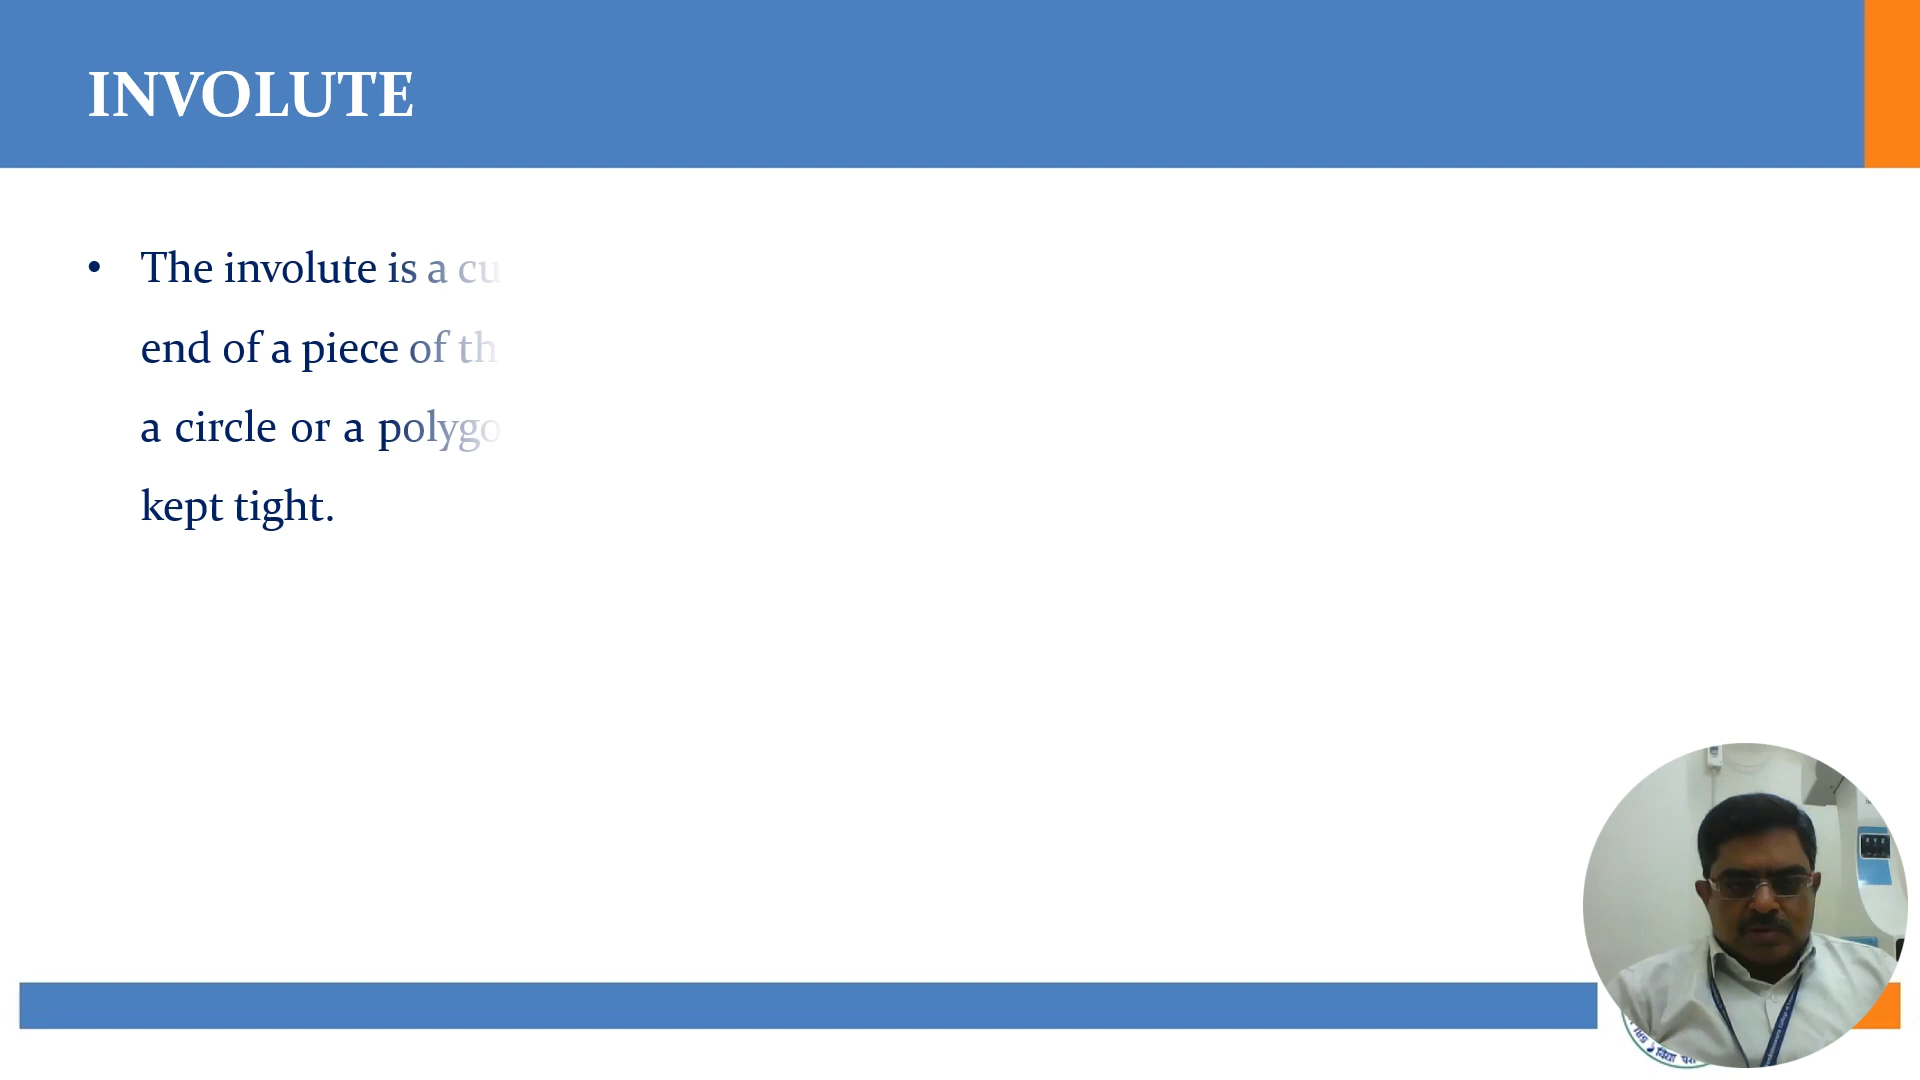 INVOLUTE
• The involute is a cu
end of a piece of th
a circle or a polygo
kept tight.
विद्या